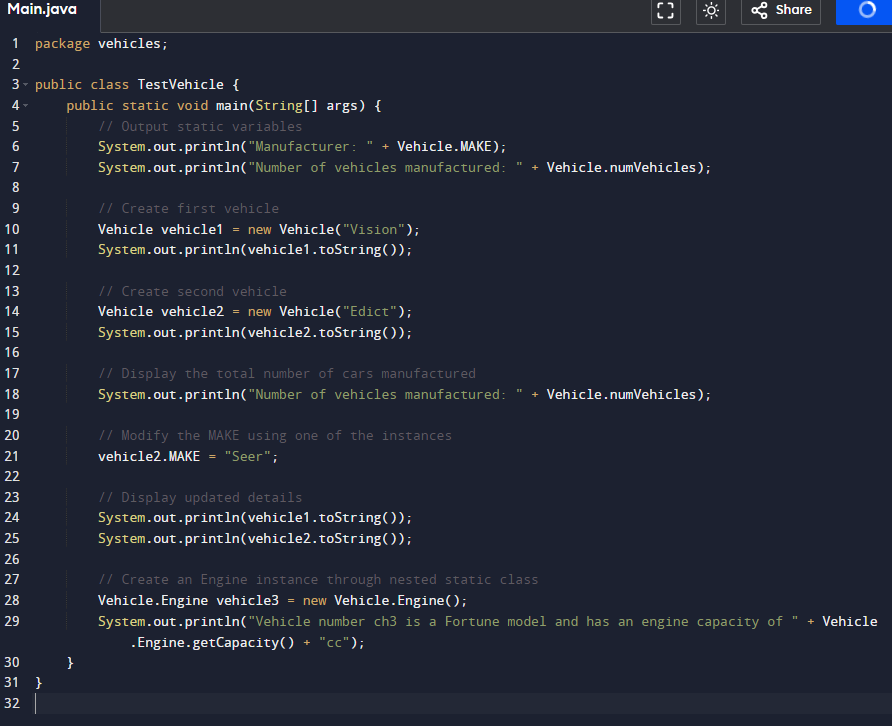 Main.java
Share
1 package vehicles;
2
3 public class TestVehicle {
4 public static void main(String[] args) {
5 // Output static variables
6 System.out.println("Manufacturer: " + Vehicle.MAKE);
7 System.out.println("Number of vehicles manufactured: " + Vehicle.numVehicles);
8
9 // Create first vehicle
10 Vehicle vehicle1 = new Vehicle("Vision");
11 System.out.println(vehicle1.toString());
12
13 // Create second vehicle
14 Vehicle vehicle2 = new Vehicle("Edict");
15 System.out.println(vehicle2.toString());
16
17 // Display the total number of cars manufactured
18 System.out.println("Number of vehicles manufactured: " + Vehicle.numVehicles);
19
20 // Modify the MAKE using one of the instances
21 vehicle2.MAKE = "Seer";
22
23 // Display updated details
24 System.out.println(vehicle1.toString());
25 System.out.println(vehicle2.toString());
26
27 // Create an Engine instance through nested static class
28 Vehicle.Engine vehicle3 = new Vehicle.Engine();
29 System.out.println("Vehicle number ch3 is a Fortune model and has an engine capacity of " + Vehicle
.Engine.getCapacity() + "cc");
30 }
31 }
32